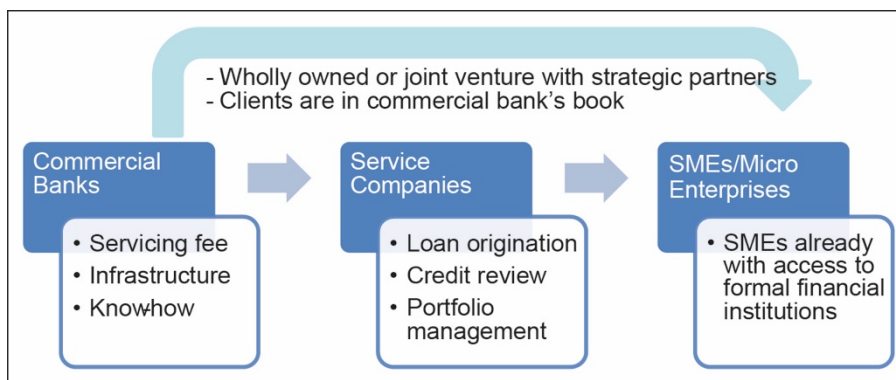 - Wholly owned or joint venture with strategic partners
- Clients are in commercial bank's book
Commercial
Banks
• Servicing fee
• Infrastructure
• Know-how
Service
Companies
• Loan origination
• Credit review
• Portfolio
management
SMEs/Micro
Enterprises
• SMEs already
with access to
formal financial
institutions